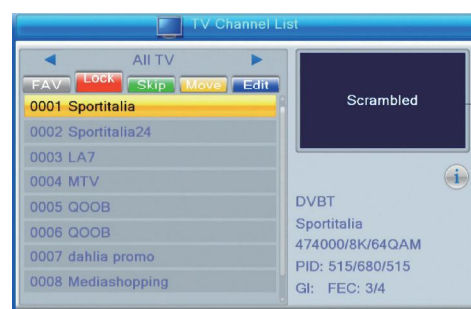 TV Channel List
All TV
FAV Lock Skip Move Edit
0001 Sportitalia
0002 Sportitalia24
0003 LA7
0004 MTV
0005 QOOB
0006 QOOB
0007 dahlia promo
0008 Mediashopping
Scrambled
i
DVBT
Sportitalia
474000/8K/64QAM
PID: 515/680/515
GI: FEC: 3/4